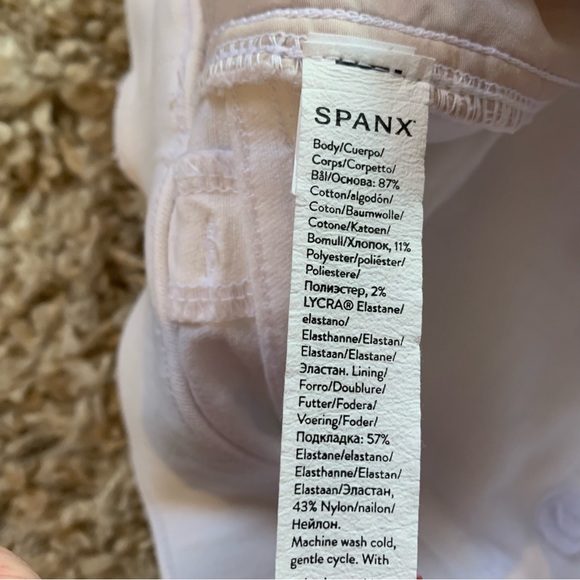 SPANX
Body/Cuerpo/
Corps/Corpetto/
Bål/Основа: 87%
Cotton/algodón/
Coton/Baumwolle/
Cotone/Katoen/
Bomull/Хлопок, 11%
Polyester/poliéster/
Poliestere/
Полиэстер, 2%
LYCRA® Elastane/
elastano/
Elasthanne/Elastan/
Elastaan/Elastane/
Эластан. Lining/
Forro/Doublure/
Futter/Fodera/
Voering/Foder/
Подкладка: 57%
Elastane/elastano/
Elasthanne/Elastan/
Elastaan/Эластан,
43% Nylon/nailon/
Нейлон.
Machine wash cold,
gentle cycle. With